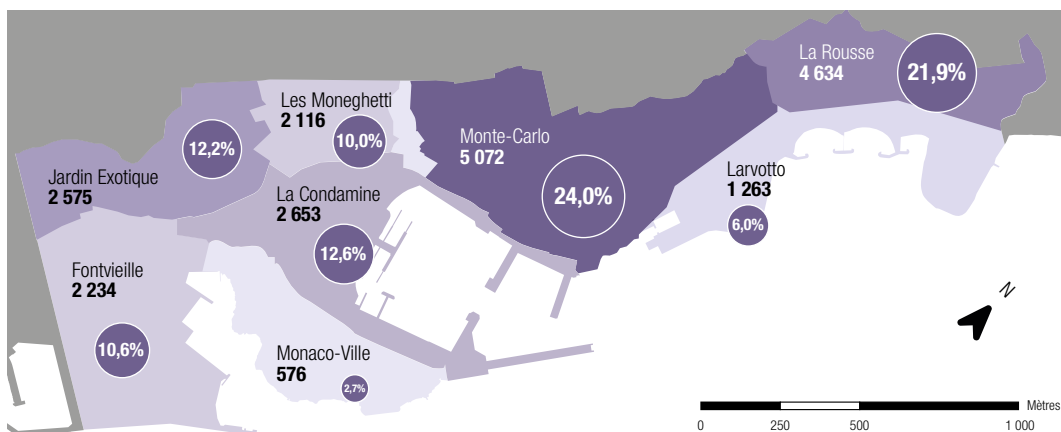 La Rousse
4 634
21,9%
Les Moneghetti
2 116
10,0%
Monte-Carlo
5 072
24,0%
12,2%
Jardin Exotique
2 575
Larvotto
1 263
6,0%
La Condamine
2 653
12,6%
Fontvieille
2 234
10,6%
Monaco-Ville
576
2,7%
N
Mètres
0 250 500 1 000